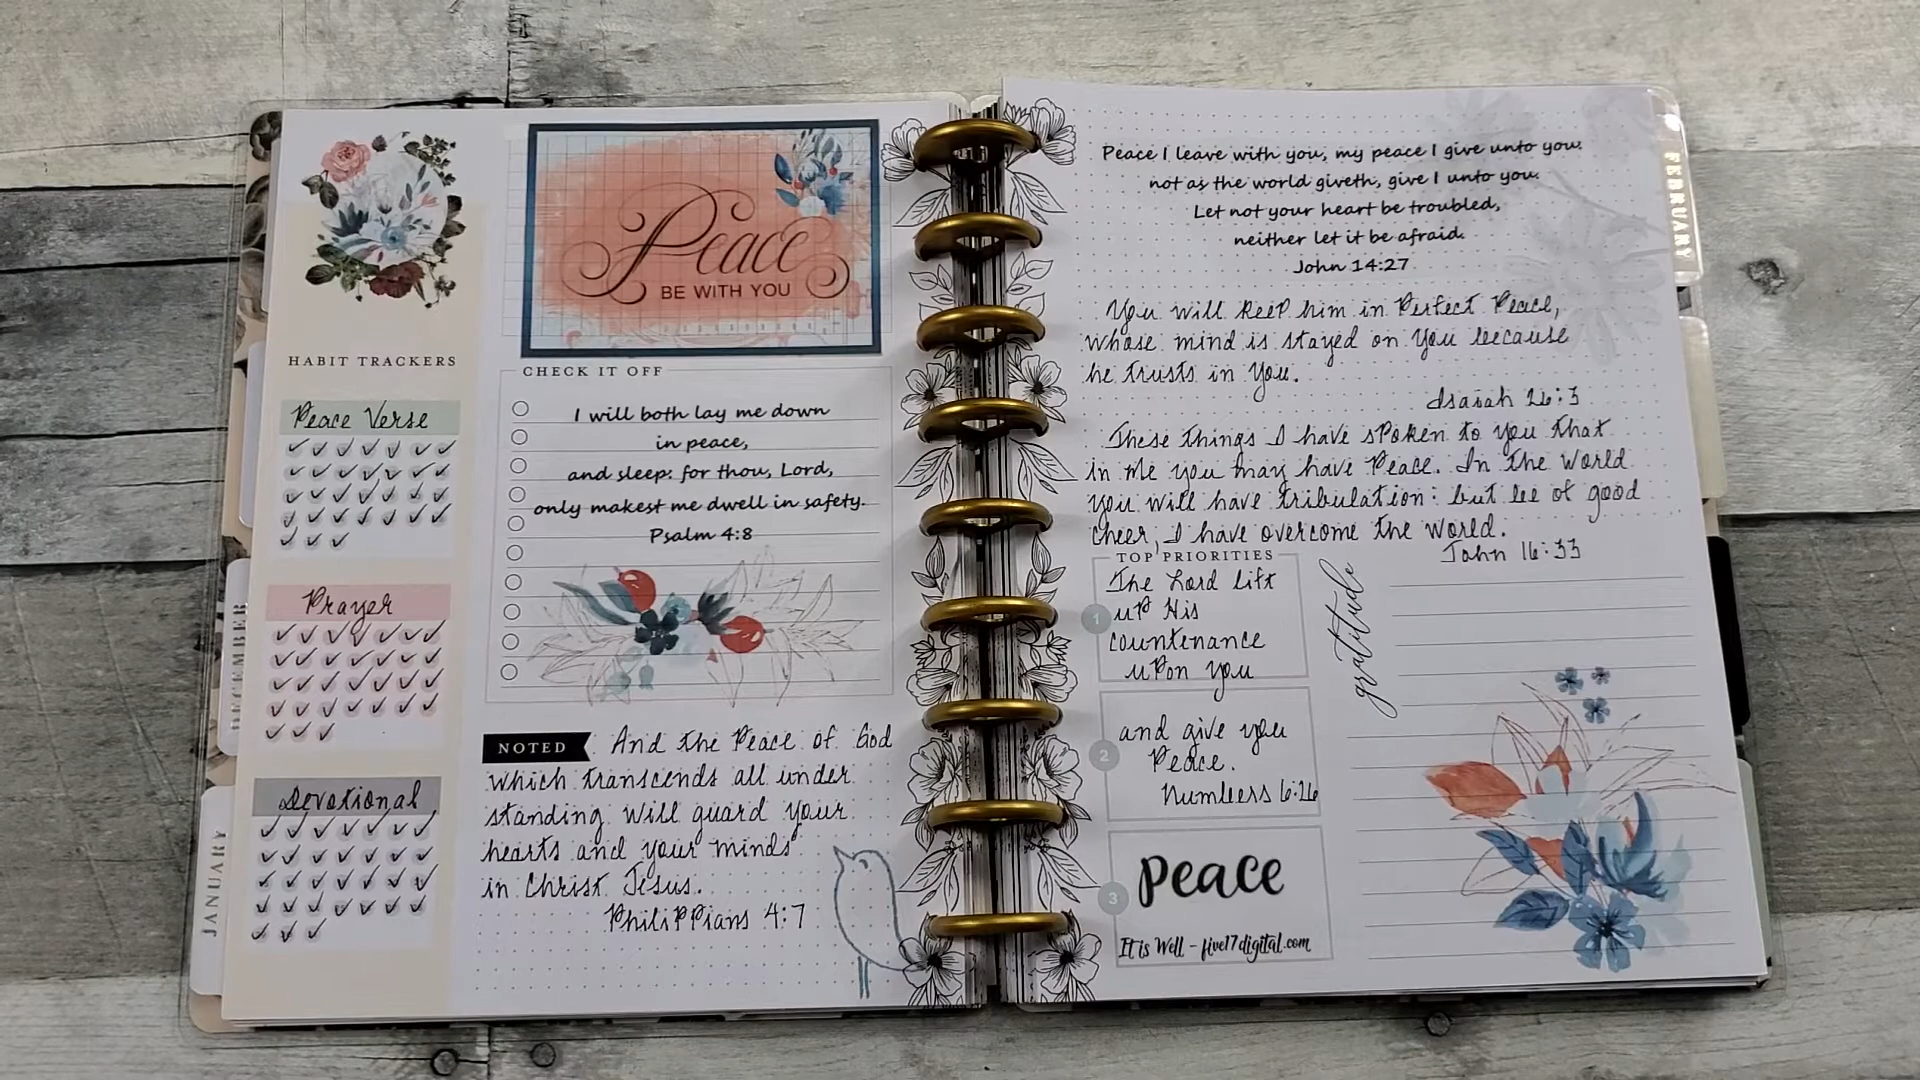 HABIT TRACKERS
Peace Verse
Prayer
Devotional
DECEMBER
JANUARY
Peace
BE WITH YOU
CHECK IT OFF
I will both lay me down
in peace,
and sleep: for thou, Lord,
only makest me dwell in safety.
Psalm 4:8
NOTED
And the Peace of God
which transcends all under
standing will guard your
hearts and your minds
in Christ Jesus.
Philippians 4:7
Peace I leave with you, my peace I give unto you:
not as the world giveth, give I unto you.
Let not your heart be troubled,
neither let it be afraid.
John 14:27
You will keep him in Perfect Peace,
whose mind is stayed on You because
he trusts in You.
Isaiah 26:3
These things I have spoken to you that
in me you may have Peace. In the World
you will have tribulation: but be of good
cheer, I have overcome the world.
John 16:33
TOP PRIORITIES
1
The Lord lift
up His
countenance
upon you
2
and give you
Peace.
Numbers 6:26
3
peace
It is Well - five17digital.com
gratitude
FEBRUARY